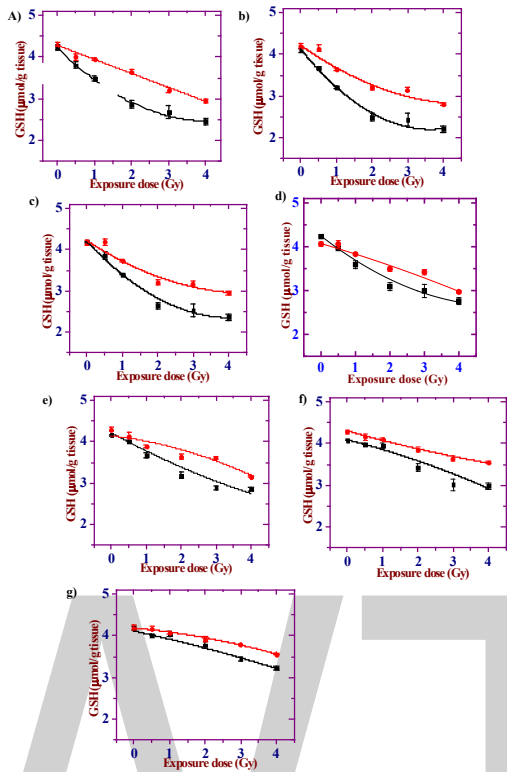 A)
b)
GSH (µmol/g tissue)
5
4
3
2
0 1 2 3 4
Exposure dose (Gy)
GSH (µmol/g tissue)
5
4
3
2
0 1 2 3 4
Exposure dose (Gy)
c)
d)
GSH(µmol/g tissue)
5
4
3
2
0 1 2 3 4
Exposure dose (Gy)
GSH (µmol/g tissue)
5
4
3
2
0 1 2 3 4
Exposure dose (Gy)
e)
f)
GSH (µmol/g tissue)
5
4
3
2
0 1 2 3 4
Exposure dose (Gy)
GSH (µmol/g tissue)
5
4
3
2
0 1 2 3 4
Exposure dose (Gy)
g)
GSH(µmol/g tissue)
5
4
3
2
0 1 2 3 4
Exposure dose (Gy)